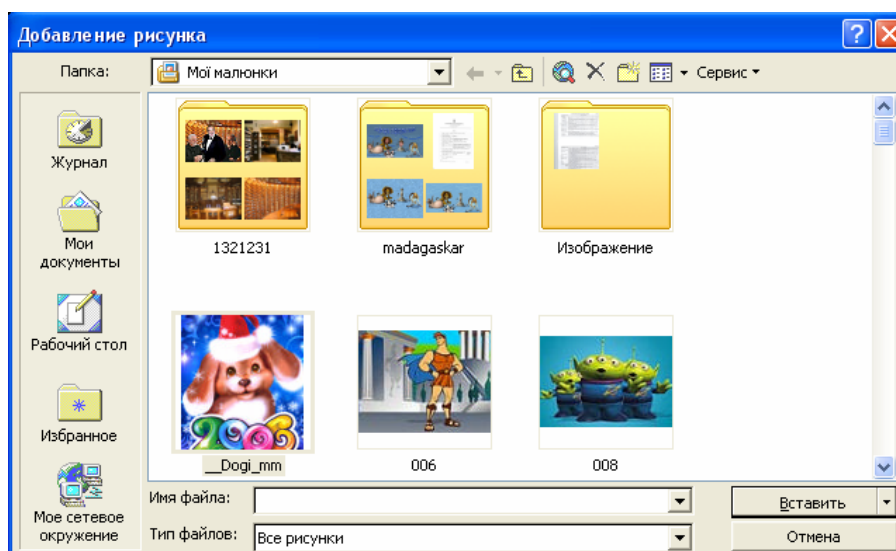 Добавление рисунка
Папка: Мої малюнки Сервис
Журнал
Мои
документы
Рабочий стол
Избранное
Мое сетевое
окружение
1321231 madagaskar Изображение
2006
__Dogi_mm 006 008
Имя файла: Вставить
Тип файлов: Все рисунки Отмена